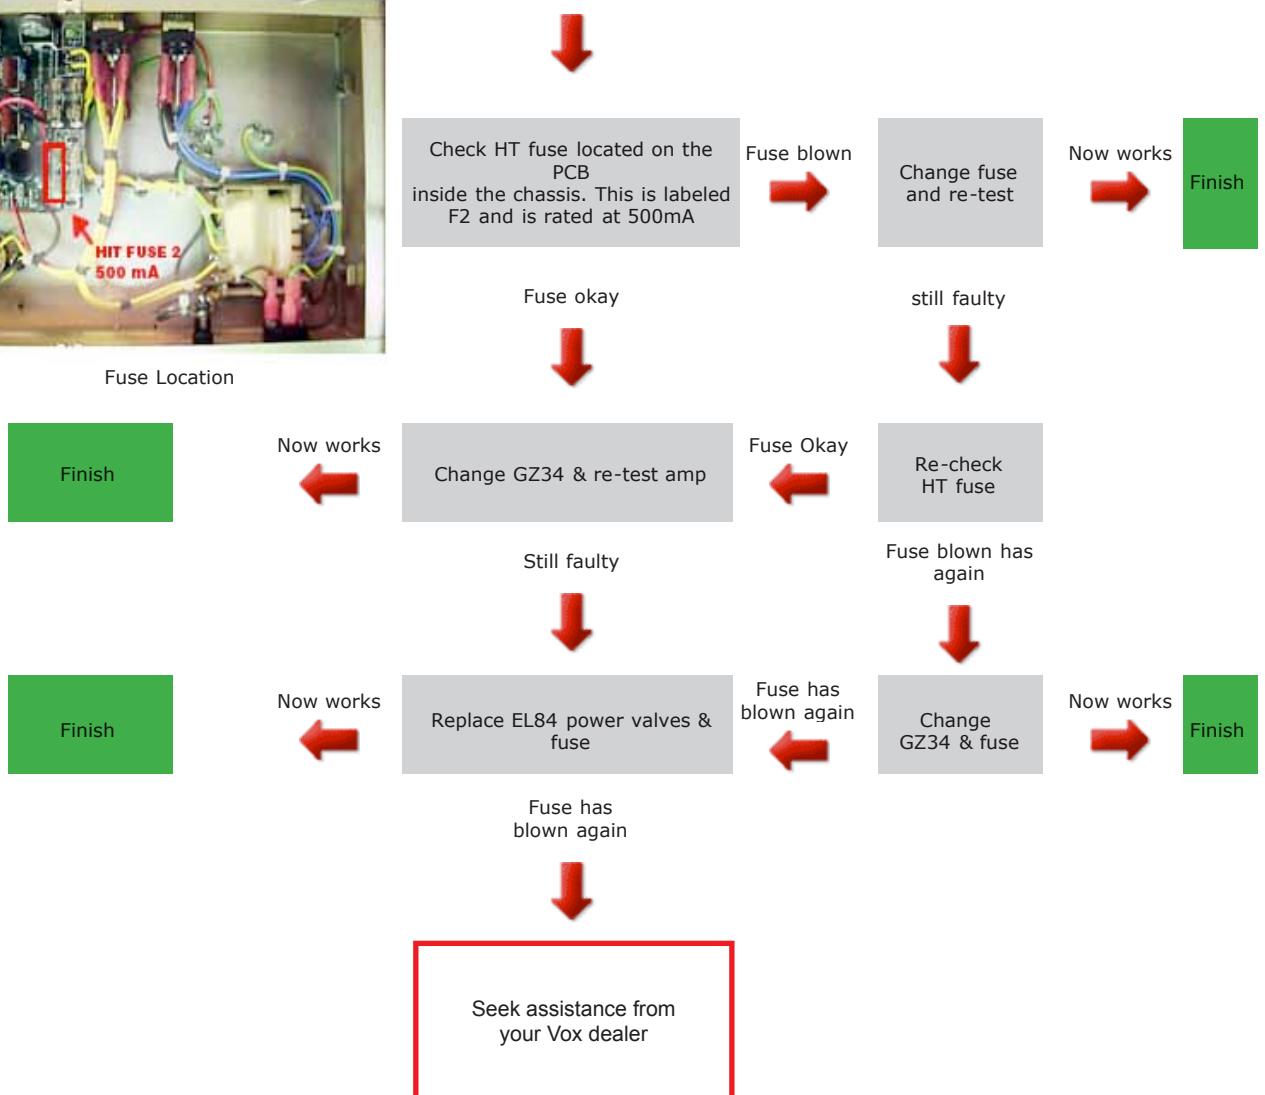 HIT FUSE 2
500 mA
Fuse Location
Check HT fuse located on the
PCB
inside the chassis. This is labeled
F2 and is rated at 500mA
Fuse blown
Change fuse
and re-test
Now works
Finish
Fuse okay
still faulty
Finish
Now works
Change GZ34 & re-test amp
Fuse Okay
Re-check
HT fuse
Still faulty
Fuse blown has
again
Finish
Now works
Replace EL84 power valves &
fuse
Fuse has
blown again
Change
GZ34 & fuse
Now works
Finish
Fuse has
blown again
Seek assistance from
your Vox dealer